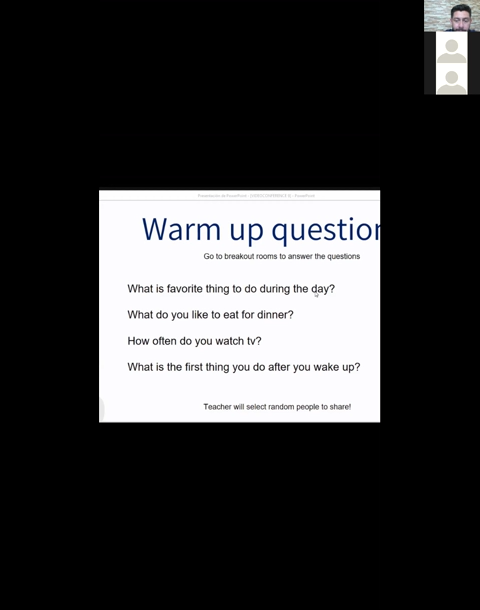 Warm up question
Go to breakout rooms to answer the questions
What is favorite thing to do during the day?
What do you like to eat for dinner?
How often do you watch tv?
What is the first thing you do after you wake up?
Teacher will select random people to share!